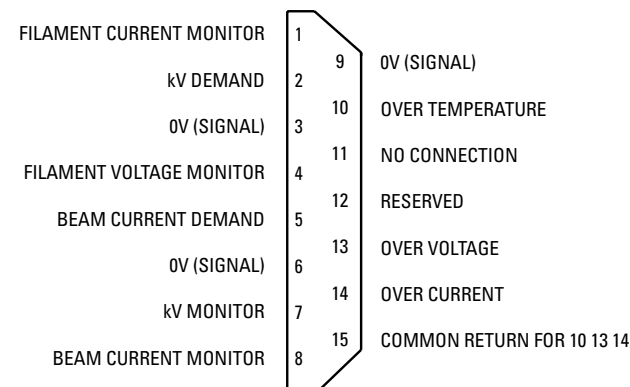 FILAMENT CURRENT MONITOR 1
kV DEMAND 2
0V (SIGNAL) 3
FILAMENT VOLTAGE MONITOR 4
BEAM CURRENT DEMAND 5
0V (SIGNAL) 6
kV MONITOR 7
BEAM CURRENT MONITOR 8
9 0V (SIGNAL)
10 OVER TEMPERATURE
11 NO CONNECTION
12 RESERVED
13 OVER VOLTAGE
14 OVER CURRENT
15 COMMON RETURN FOR 10 13 14